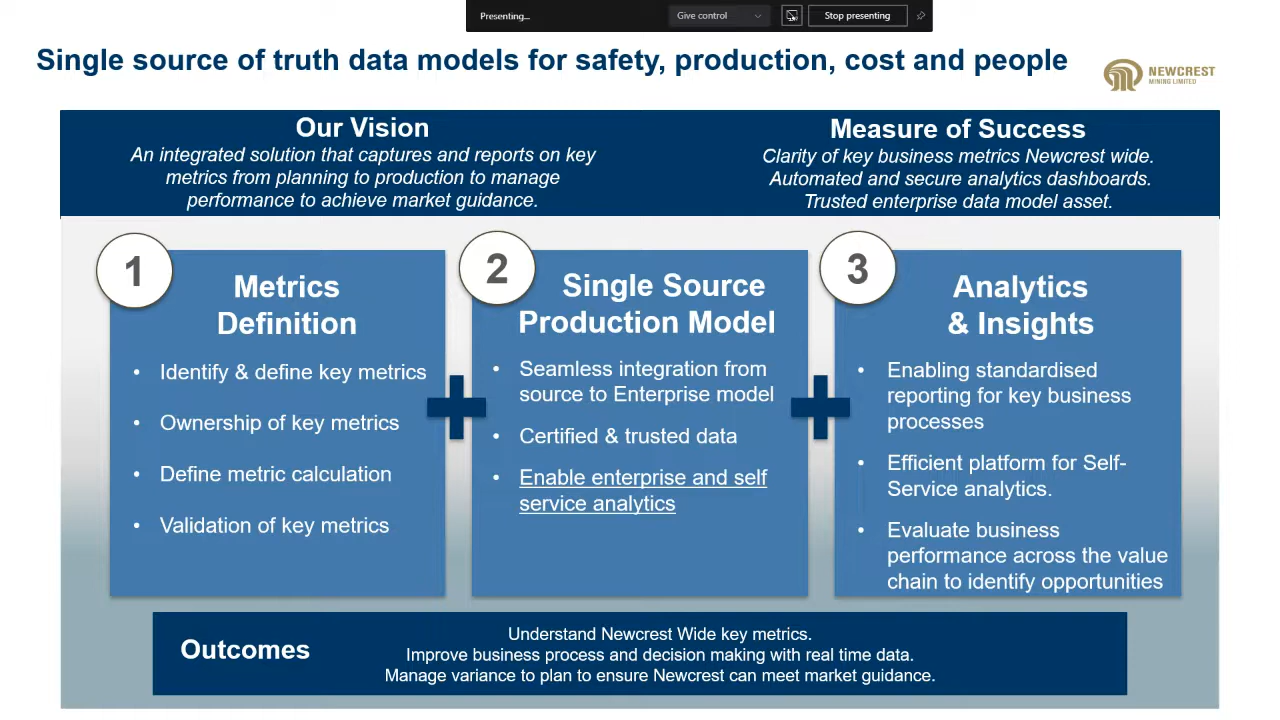 Presenting...
Give control
Stop presenting
Single source of truth data models for safety, production, cost and people
NEWCREST
MINING LIMITED
Our Vision
An integrated solution that captures and reports on key
metrics from planning to production to manage
performance to achieve market guidance.
Measure of Success
Clarity of key business metrics Newcrest wide.
Automated and secure analytics dashboards.
Trusted enterprise data model asset.
1
Metrics
Definition
• Identify & define key metrics
• Ownership of key metrics
• Define metric calculation
• Validation of key metrics
2
Single Source
Production Model
• Seamless integration from
source to Enterprise model
• Certified & trusted data
• Enable enterprise and self
service analytics
3
Analytics
& Insights
• Enabling standardised
reporting for key business
processes
• Efficient platform for Self-
Service analytics.
• Evaluate business
performance across the value
chain to identify opportunities
Outcomes
Understand Newcrest Wide key metrics.
Improve business process and decision making with real time data.
Manage variance to plan to ensure Newcrest can meet market guidance.